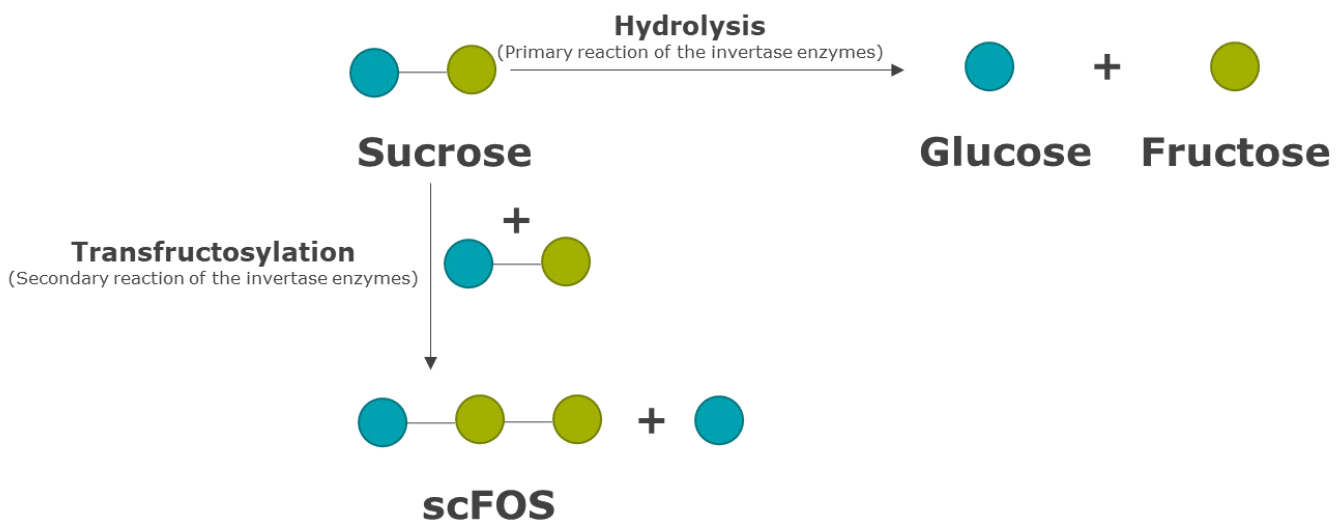 Hydrolysis
(Primary reaction of the invertase enzymes)
+
Sucrose
Glucose
Fructose
+
Transfructosylation
(Secondary reaction of the invertase enzymes)
+
scFOS